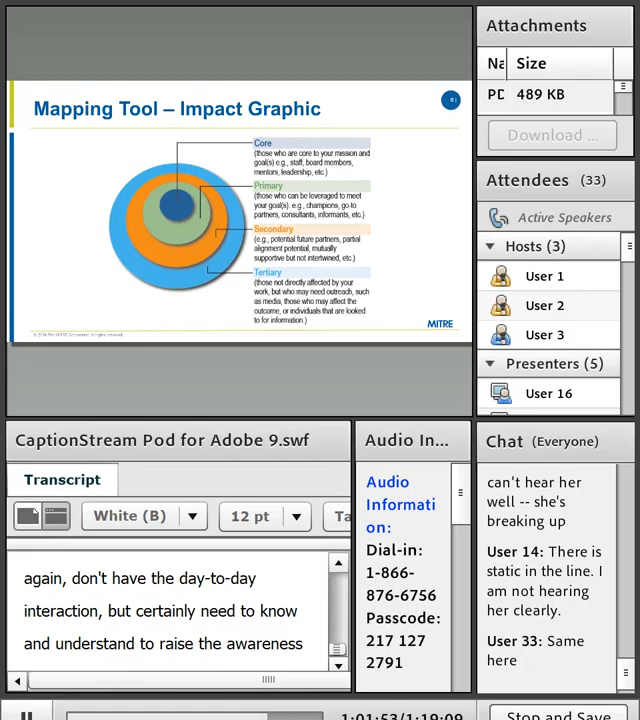 Mapping Tool – Impact Graphic
Core
(those who are core to your mission and
goal(s) e.g., staff, board members,
mentors, leadership, etc.)
Primary
(those who can be leveraged to meet
your goal(s). e.g., champions, go-to
partners, consultants, informants, etc.)
Secondary
(e.g., potential future partners, partial
alignment potential, mutually
supportive but not intertwined, etc.)
Tertiary
(those not directly affected by your
work, but who may need outreach, such
as media, those who may affect the
outcome, or individuals that are looked
to for information.)
MITRE
Attachments
Na Size
PD 489 KB
Download ...
Attendees (33)
Active Speakers
Hosts (3)
User 1
User 2
User 3
Presenters (5)
User 16
CaptionStream Pod for Adobe 9.swf
Transcript
White (B) 12 pt Ta
again, don't have the day-to-day
interaction, but certainly need to know
and understand to raise the awareness
Audio In...
Audio
Informati
on:
Dial-in:
1-866-
876-6756
Passcode:
217 127
2791
Chat (Everyone)
can't hear her
well -- she's
breaking up
User 14: There is
static in the line. I
am not hearing
her clearly.
User 33: Same
here
1:01:53/1:19:09
Stop and Save